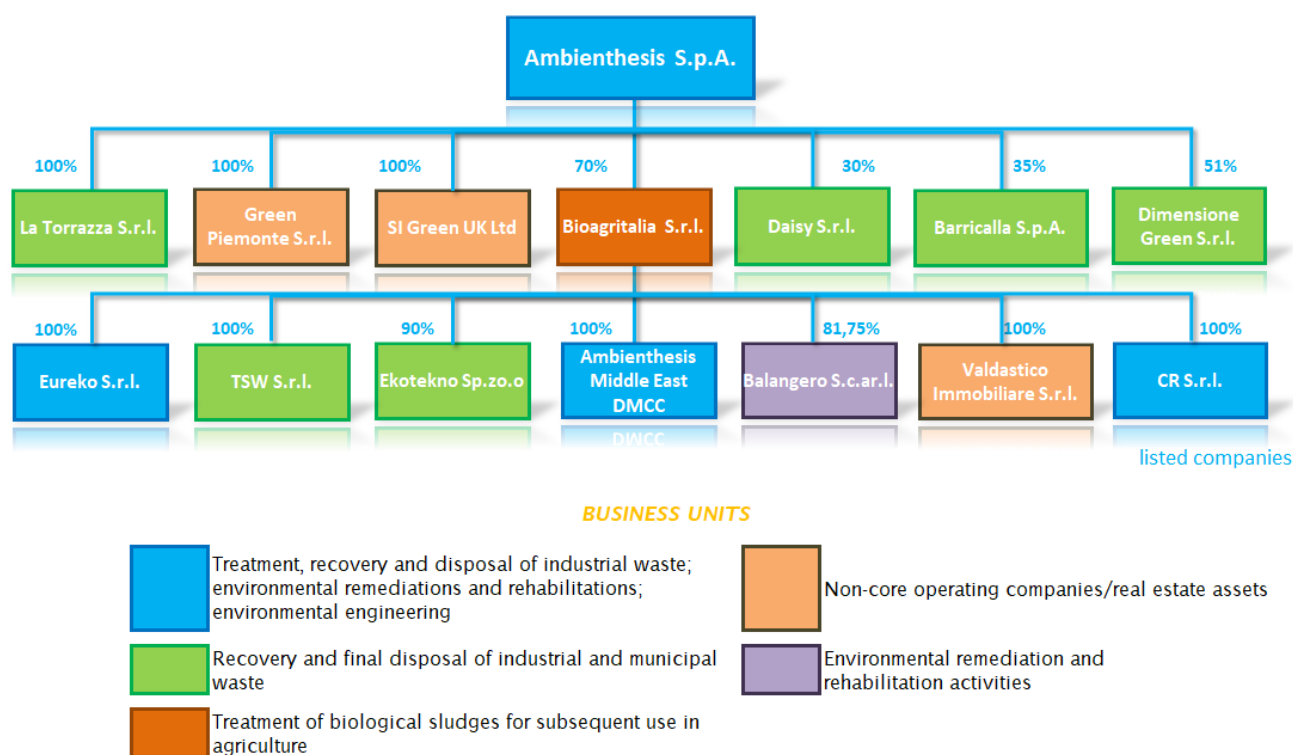 Ambienthesis S.p.A.
100%
100%
100%
70%
30%
35%
51%
La Torrazza S.r.l.
Green
Piemonte S.r.l.
SI Green UK Ltd
Bioagritalia S.r.l.
Daisy S.r.l.
Barricalla S.p.A.
Dimensione
Green S.r.l.
100%
100%
90%
100%
81,75%
100%
100%
Eureko S.r.l.
TSW S.r.l.
Ekotekno Sp.zo.o
Ambienthesis
Middle East
DMCC
Balangero S.c.ar.l.
Valdastico
Immobiliare S.r.l.
CR S.r.l.
listed companies
BUSINESS UNITS
Treatment, recovery and disposal of industrial waste;
environmental remediations and rehabilitations;
environmental engineering
Non-core operating companies/real estate assets
Recovery and final disposal of industrial and municipal
waste
Environmental remediation and
rehabilitation activities
Treatment of biological sludges for subsequent use in
agriculture